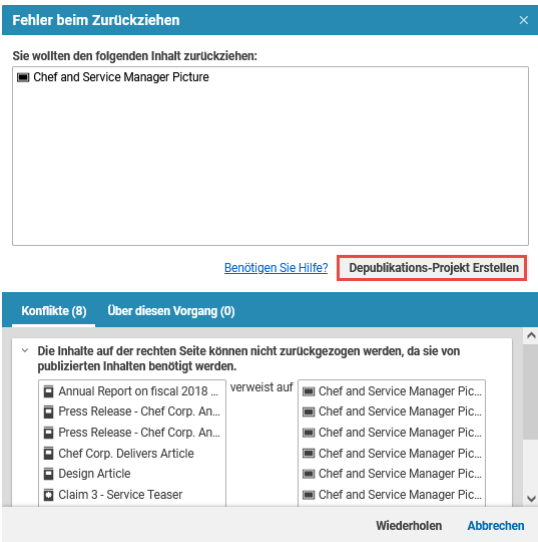 Fehler beim Zurückziehen
Sie wollten den folgenden Inhalt zurückziehen:
Chef and Service Manager Picture
Benötigen Sie Hilfe? Depublikations-Projekt Erstellen
Konflikte (8) Über diesen Vorgang (0)
Die Inhalte auf der rechten Seite können nicht zurückgezogen werden, da sie von
publizierten Inhalten benötigt werden.
Annual Report on fiscal 2018 ... verweist auf Chef and Service Manager Pic...
Press Release - Chef Corp. An... Chef and Service Manager Pic...
Press Release - Chef Corp. An... Chef and Service Manager Pic...
Chef Corp. Delivers Article Chef and Service Manager Pic...
Design Article Chef and Service Manager Pic...
Claim 3 - Service Teaser Chef and Service Manager Pic...
Wiederholen Abbrechen